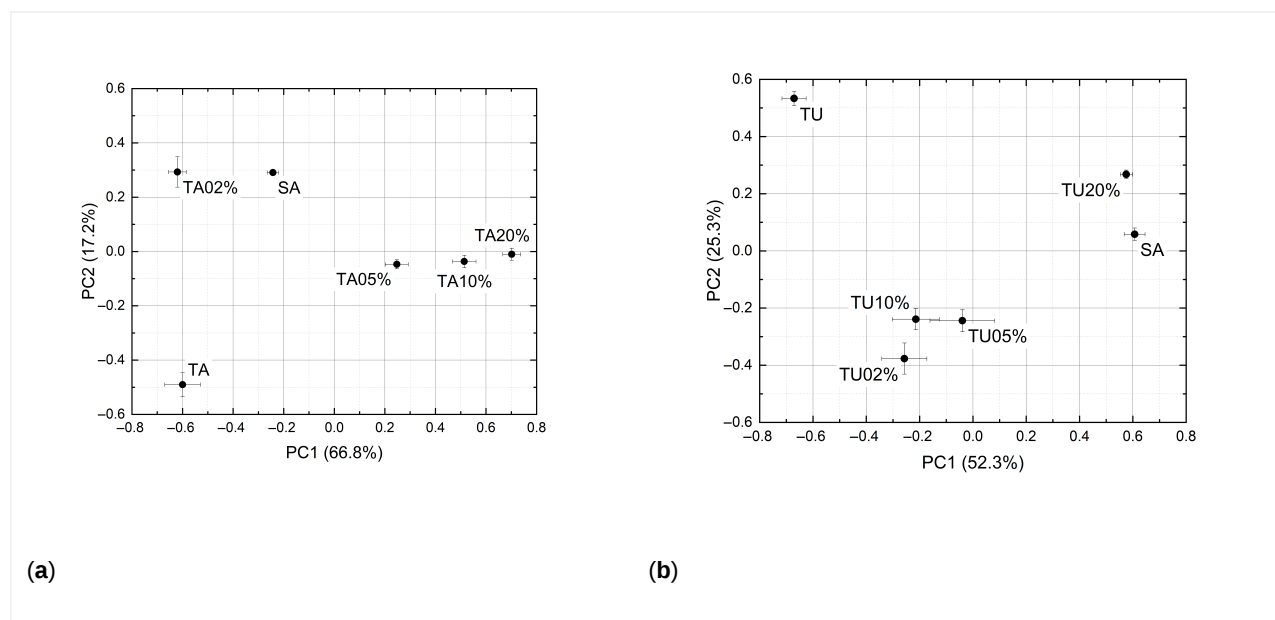 0.6
0.4
0.2
0.0
–0.2
–0.4
–0.6
PC2 (17.2%)
TA02%
SA
TA20%
TA05%
TA10%
TA
–0.8 –0.6 –0.4 –0.2 0.0 0.2 0.4 0.6 0.8
PC1 (66.8%)
(a)
0.6
0.4
0.2
0.0
–0.2
–0.4
–0.6
PC2 (25.3%)
TU
TU20%
SA
TU10%
TU05%
TU02%
–0.8 –0.6 –0.4 –0.2 0.0 0.2 0.4 0.6 0.8
PC1 (52.3%)
(b)